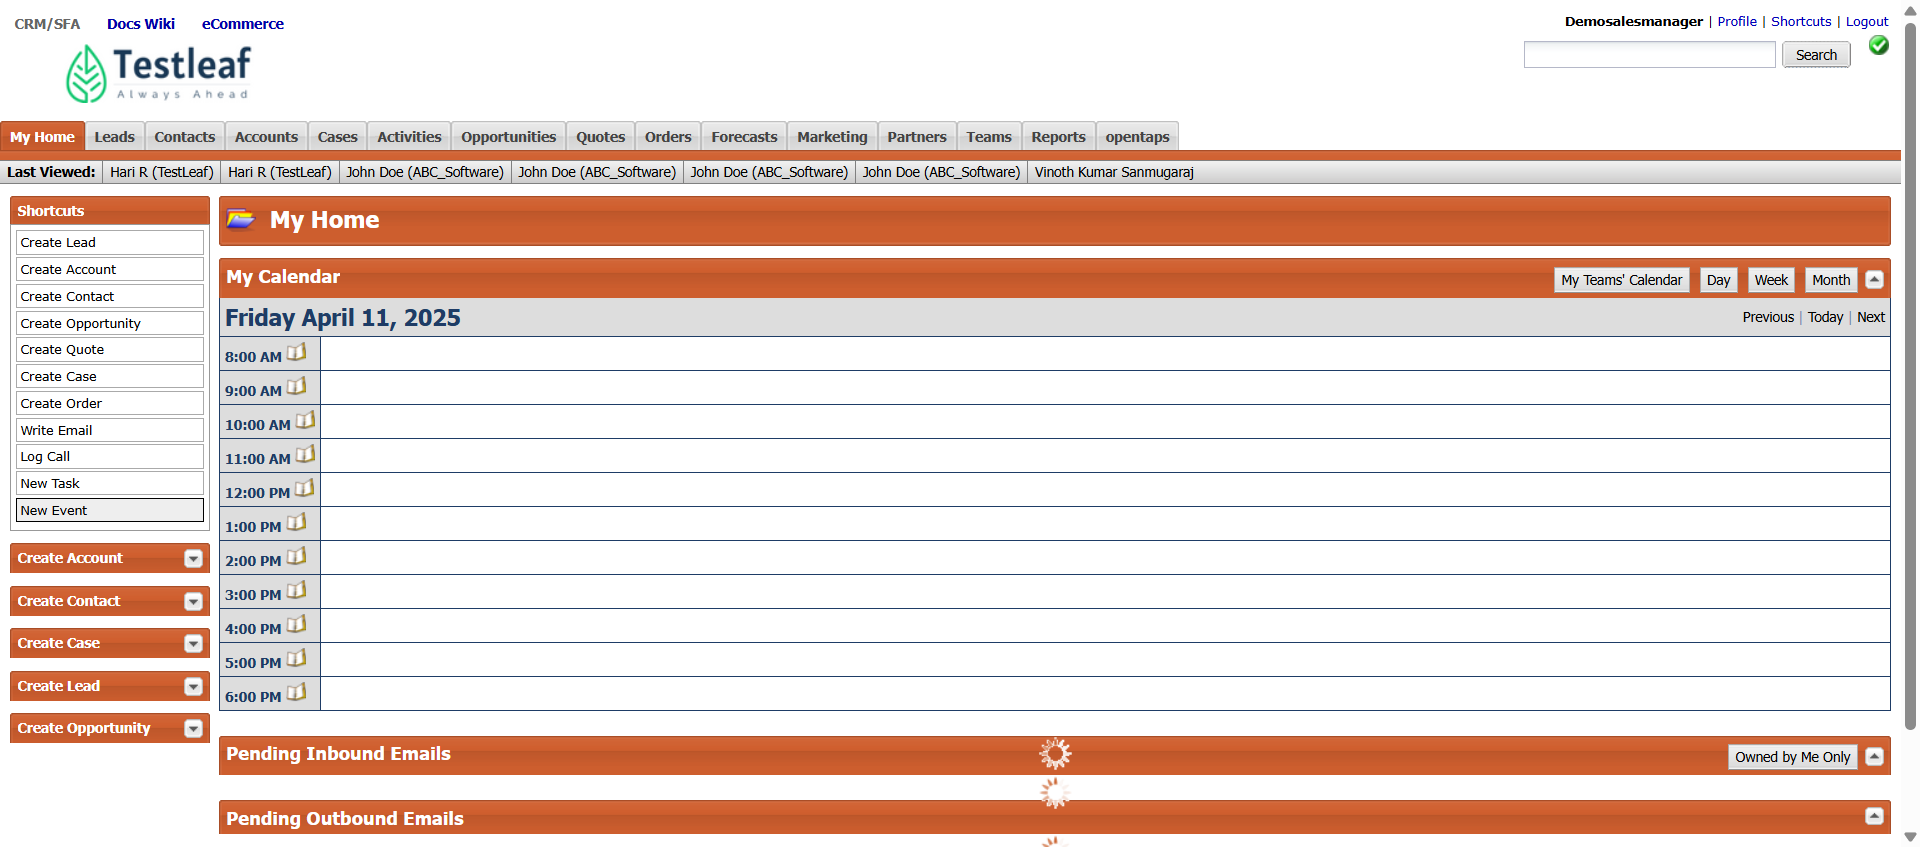 CRM/SFA Docs Wiki eCommerce
Demosalesmanager | Profile | Shortcuts | Logout
Search
Testleaf
Always Ahead
My Home Leads Contacts Accounts Cases Activities Opportunities Quotes Orders Forecasts Marketing Partners Teams Reports opentaps
Last Viewed: Hari R (TestLeaf) Hari R (TestLeaf) John Doe (ABC_Software) John Doe (ABC_Software) John Doe (ABC_Software) John Doe (ABC_Software) Vinoth Kumar Sanmugaraj
Shortcuts
Create Lead
Create Account
Create Contact
Create Opportunity
Create Quote
Create Case
Create Order
Write Email
Log Call
New Task
New Event
Create Account
Create Contact
Create Case
Create Lead
Create Opportunity
My Home
My Calendar
My Teams' Calendar Day Week Month
Friday April 11, 2025
Previous | Today | Next
8:00 AM
9:00 AM
10:00 AM
11:00 AM
12:00 PM
1:00 PM
2:00 PM
3:00 PM
4:00 PM
5:00 PM
6:00 PM
Pending Inbound Emails
Owned by Me Only
Pending Outbound Emails